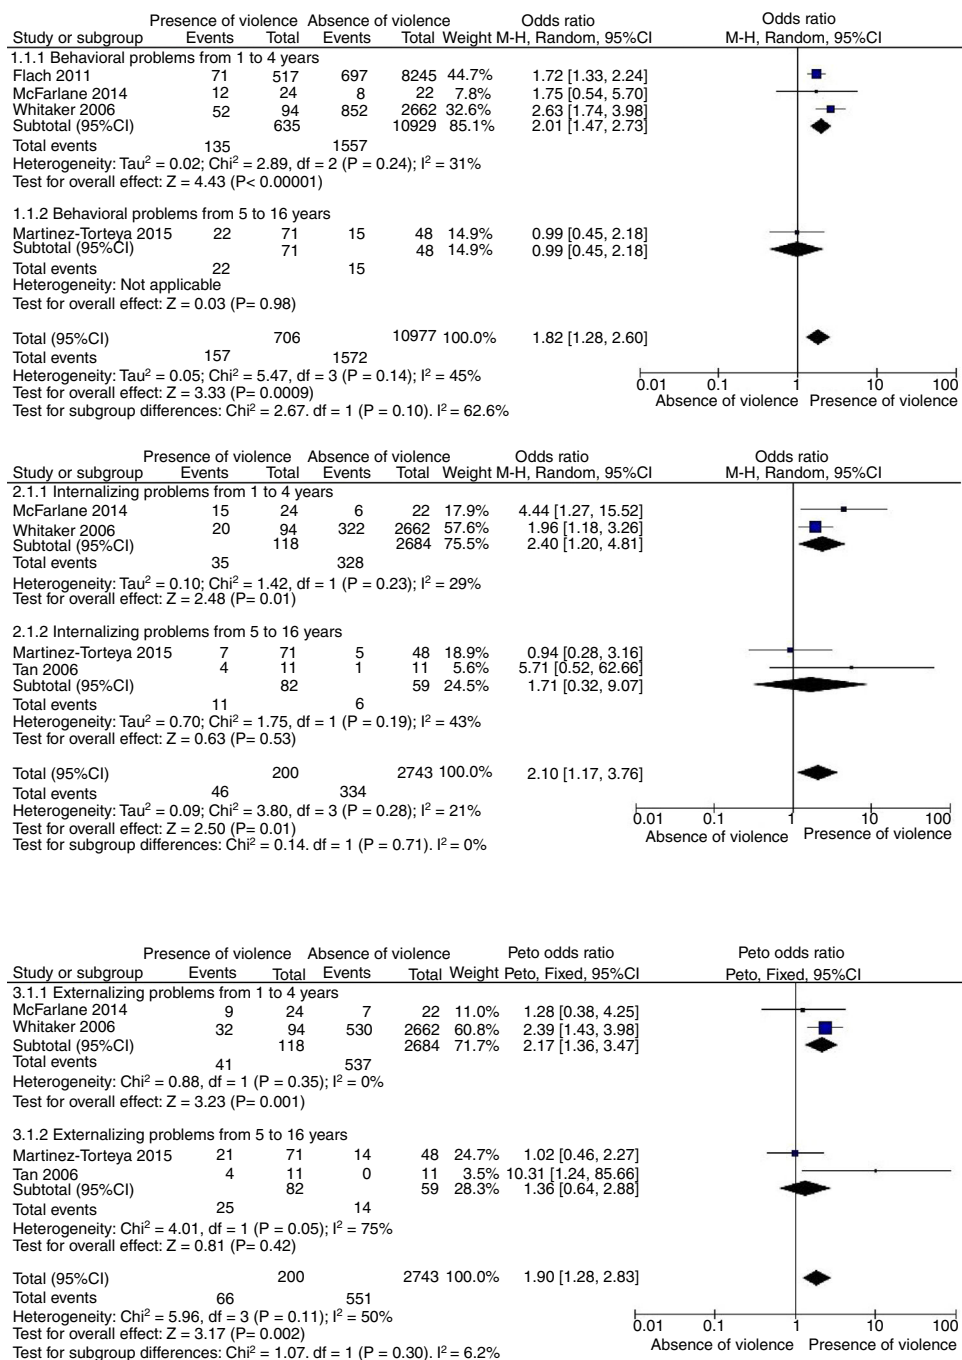 Presence of violence Absence of violence Odds ratio Odds ratio
Study or subgroup Events Total Events Total Weight M-H, Random, 95%CI M-H, Random, 95%CI
1.1.1 Behavioral problems from 1 to 4 years
Flach 2011 71 517 697 8245 44.7% 1.72 [1.33, 2.24]
McFarlane 2014 12 24 8 22 7.8% 1.75 [0.54, 5.70]
Whitaker 2006 52 94 852 2662 32.6% 2.63 [1.74, 3.98]
Subtotal (95%CI) 635 10929 85.1% 2.01 [1.47, 2.73]
Total events 135 1557
Heterogeneity: Tau² = 0.02; Chi² = 2.89, df = 2 (P = 0.24); I² = 31%
Test for overall effect: Z = 4.43 (P< 0.00001)
1.1.2 Behavioral problems from 5 to 16 years
Martinez-Torteya 2015 22 71 15 48 14.9% 0.99 [0.45, 2.18]
Subtotal (95%CI) 71 48 14.9% 0.99 [0.45, 2.18]
Total events 22 15
Heterogeneity: Not applicable
Test for overall effect: Z = 0.03 (P= 0.98)
Total (95%CI) 706 10977 100.0% 1.82 [1.28, 2.60]
Total events 157 1572
Heterogeneity: Tau² = 0.05; Chi² = 5.47, df = 3 (P = 0.14); I² = 45%
Test for overall effect: Z = 3.33 (P= 0.0009)
Test for subgroup differences: Chi² = 2.67. df = 1 (P = 0.10). I² = 62.6%
0.01 0.1 1 10 100
Absence of violence Presence of violence
Presence of violence Absence of violence Odds ratio Odds ratio
Study or subgroup Events Total Events Total Weight M-H, Random, 95%CI M-H, Random, 95%CI
2.1.1 Internalizing problems from 1 to 4 years
McFarlane 2014 15 24 6 22 17.9% 4.44 [1.27, 15.52]
Whitaker 2006 20 94 322 2662 57.6% 1.96 [1.18, 3.26]
Subtotal (95%CI) 118 2684 75.5% 2.40 [1.20, 4.81]
Total events 35 328
Heterogeneity: Tau² = 0.10; Chi² = 1.42, df = 1 (P = 0.23); I² = 29%
Test for overall effect: Z = 2.48 (P= 0.01)
2.1.2 Internalizing problems from 5 to 16 years
Martinez-Torteya 2015 7 71 5 48 18.9% 0.94 [0.28, 3.16]
Tan 2006 4 11 1 11 5.6% 5.71 [0.52, 62.66]
Subtotal (95%CI) 82 59 24.5% 1.71 [0.32, 9.07]
Total events 11 6
Heterogeneity: Tau² = 0.70; Chi² = 1.75, df = 1 (P = 0.19); I² = 43%
Test for overall effect: Z = 0.63 (P= 0.53)
Total (95%CI) 200 2743 100.0% 2.10 [1.17, 3.76]
Total events 46 334
Heterogeneity: Tau² = 0.09; Chi² = 3.80, df = 3 (P = 0.28); I² = 21%
Test for overall effect: Z = 2.50 (P= 0.01)
Test for subgroup differences: Chi² = 0.14. df = 1 (P = 0.71). I² = 0%
0.01 0.1 1 10 100
Absence of violence Presence of violence
Presence of violence Absence of violence Peto odds ratio Peto odds ratio
Study or subgroup Events Total Events Total Weight Peto, Fixed, 95%CI Peto, Fixed, 95%CI
3.1.1 Externalizing problems from 1 to 4 years
McFarlane 2014 9 24 7 22 11.0% 1.28 [0.38, 4.25]
Whitaker 2006 32 94 530 2662 60.8% 2.39 [1.43, 3.98]
Subtotal (95%CI) 118 2684 71.7% 2.17 [1.36, 3.47]
Total events 41 537
Heterogeneity: Chi² = 0.88, df = 1 (P = 0.35); I² = 0%
Test for overall effect: Z = 3.23 (P= 0.001)
3.1.2 Externalizing problems from 5 to 16 years
Martinez-Torteya 2015 21 71 14 48 24.7% 1.02 [0.46, 2.27]
Tan 2006 4 11 0 11 3.5% 10.31 [1.24, 85.66]
Subtotal (95%CI) 82 59 28.3% 1.36 [0.64, 2.88]
Total events 25 14
Heterogeneity: Chi² = 4.01, df = 1 (P = 0.05); I² = 75%
Test for overall effect: Z = 0.81 (P= 0.42)
Total (95%CI) 200 2743 100.0% 1.90 [1.28, 2.83]
Total events 66 551
Heterogeneity: Chi² = 5.96, df = 3 (P = 0.11); I² = 50%
Test for overall effect: Z = 3.17 (P= 0.002)
Test for subgroup differences: Chi² = 1.07. df = 1 (P = 0.30). I² = 6.2%
0.01 0.1 1 10 100
Absence of violence Presence of violence